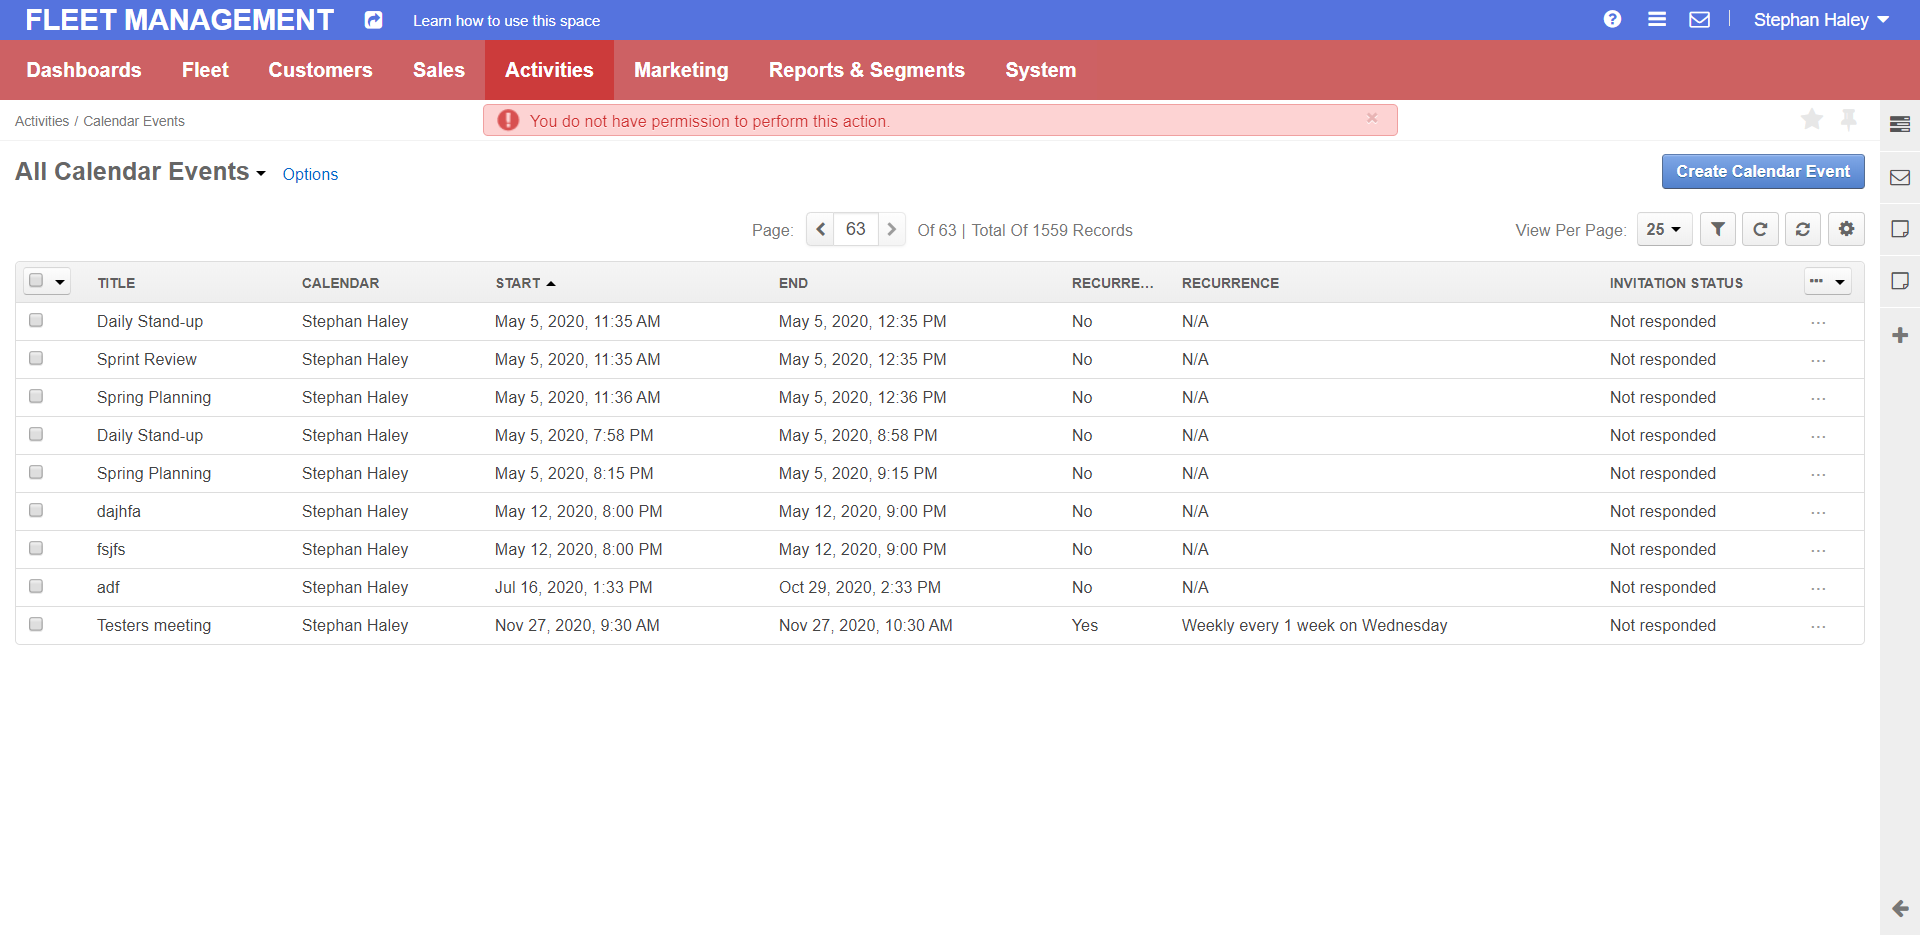 FLEET MANAGEMENT Learn how to use this space Stephan Haley
Dashboards Fleet Customers Sales Activities Marketing Reports & Segments System
Activities / Calendar Events
You do not have permission to perform this action. ×
All Calendar Events Options Create Calendar Event
Page: 63 Of 63 | Total Of 1559 Records View Per Page: 25
TITLE CALENDAR START END RECURRE... RECURRENCE INVITATION STATUS
Daily Stand-up Stephan Haley May 5, 2020, 11:35 AM May 5, 2020, 12:35 PM No N/A Not responded ...
Sprint Review Stephan Haley May 5, 2020, 11:35 AM May 5, 2020, 12:35 PM No N/A Not responded ...
Spring Planning Stephan Haley May 5, 2020, 11:36 AM May 5, 2020, 12:36 PM No N/A Not responded ...
Daily Stand-up Stephan Haley May 5, 2020, 7:58 PM May 5, 2020, 8:58 PM No N/A Not responded ...
Spring Planning Stephan Haley May 5, 2020, 8:15 PM May 5, 2020, 9:15 PM No N/A Not responded ...
dajhfa Stephan Haley May 12, 2020, 8:00 PM May 12, 2020, 9:00 PM No N/A Not responded ...
fsjfs Stephan Haley May 12, 2020, 8:00 PM May 12, 2020, 9:00 PM No N/A Not responded ...
adf Stephan Haley Jul 16, 2020, 1:33 PM Oct 29, 2020, 2:33 PM No N/A Not responded ...
Testers meeting Stephan Haley Nov 27, 2020, 9:30 AM Nov 27, 2020, 10:30 AM Yes Weekly every 1 week on Wednesday Not responded ...